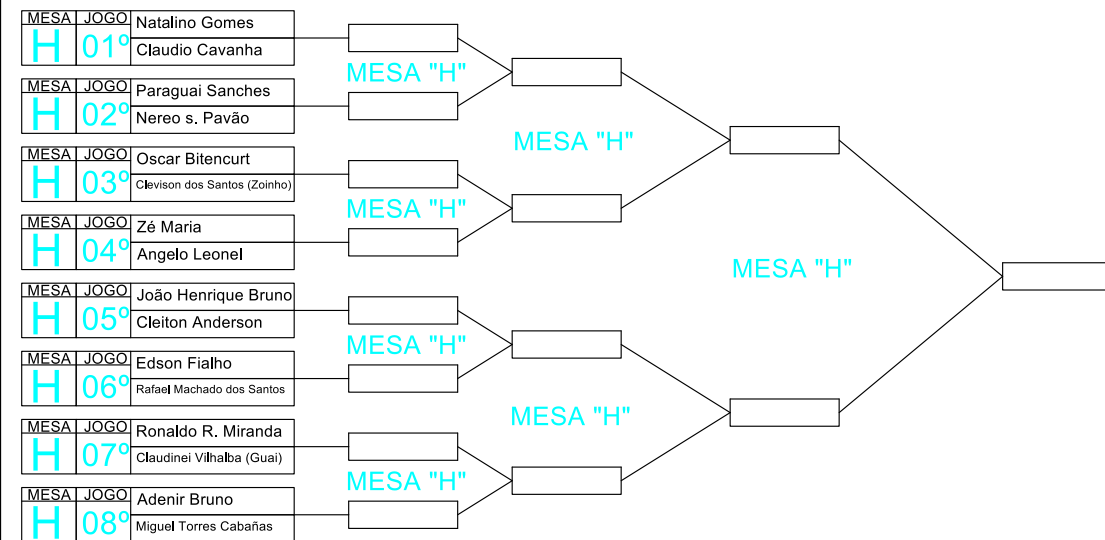 MESA JOGO Natalino Gomes
H 01º Claudio Cavanha
MESA "H"
MESA JOGO Paraguai Sanches
H 02º Nereo s. Pavão
MESA "H"
MESA JOGO Oscar Bitencurt
H 03º Clevison dos Santos (Zoinho)
MESA "H"
MESA JOGO Zé Maria
H 04º Angelo Leonel
MESA "H"
MESA JOGO João Henrique Bruno
H 05º Cleiton Anderson
MESA "H"
MESA JOGO Edson Fialho
H 06º Rafael Machado dos Santos
MESA "H"
MESA JOGO Ronaldo R. Miranda
H 07º Claudinei Vilhalba (Guai)
MESA "H"
MESA JOGO Adenir Bruno
H 08º Miguel Torres Cabañas